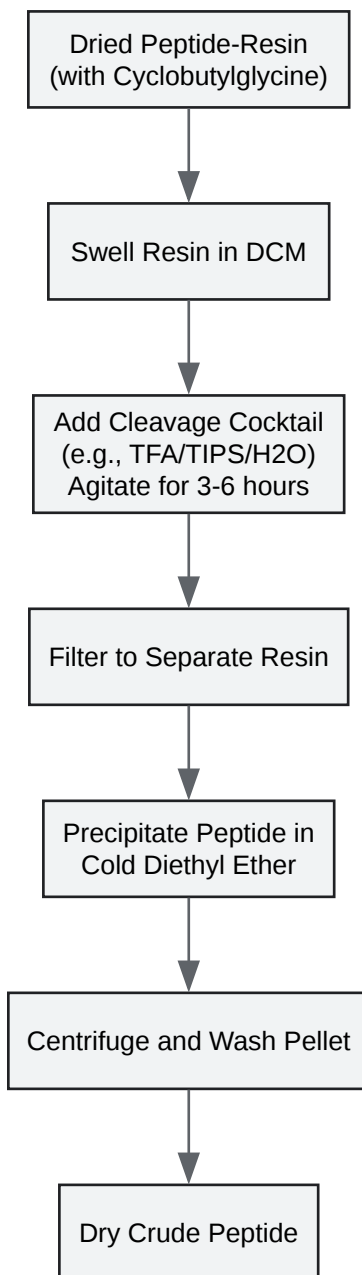 Dried Peptide-Resin
(with Cyclobutylglycine)
Swell Resin in DCM
Add Cleavage Cocktail
(e.g., TFA/TIPS/H2O)
Agitate for 3-6 hours
Filter to Separate Resin
Precipitate Peptide in
Cold Diethyl Ether
Centrifuge and Wash Pellet
Dry Crude Peptide